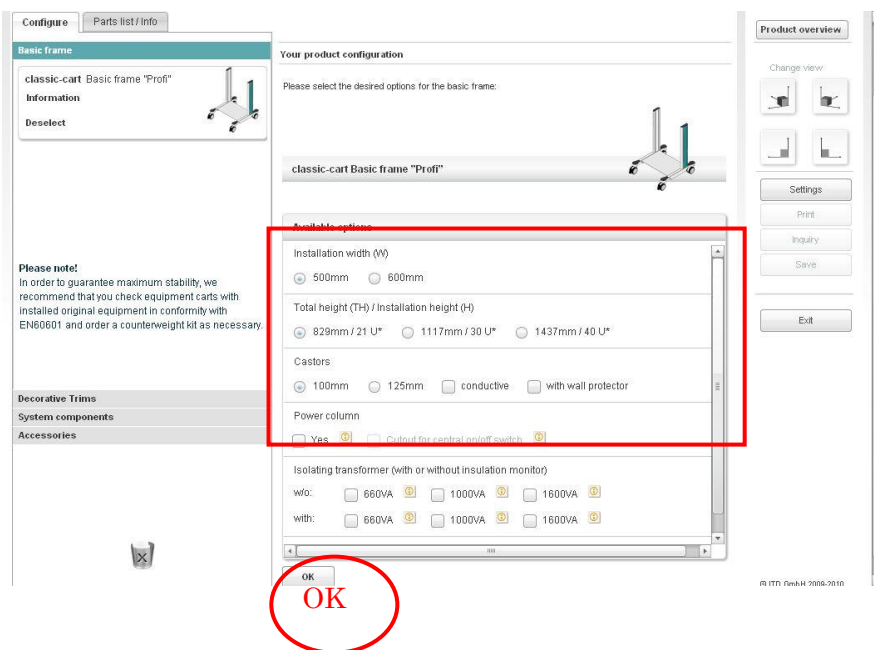 Configure
Parts list / Info
Basic frame
classic-cart Basic frame "Profi"
Information
Deselect
Please note!
In order to guarantee maximum stability, we
recommend that you check equipment carts with
installed original equipment in conformity with
EN60601 and order a counterweight kit as necessary.
Decorative Trims
System components
Accessories
Your product configuration
Please select the desired options for the basic frame:
classic-cart Basic frame "Profi"
Available options
Installation width (W)
500mm 600mm
Total height (TH) / Installation height (H)
829mm / 21 U* 1117mm / 30 U* 1437mm / 40 U*
Castors
100mm 125mm conductive with wall protector
Power column
Yes Cutout for central on/off switch
Isolating transformer (with or without insulation monitor)
w/o: 660VA 1000VA 1600VA
with: 660VA 1000VA 1600VA
OK
OK
Product overview
Change view
Settings
Print
Inquiry
Save
Exit
© ITD GmbH 2009-2010